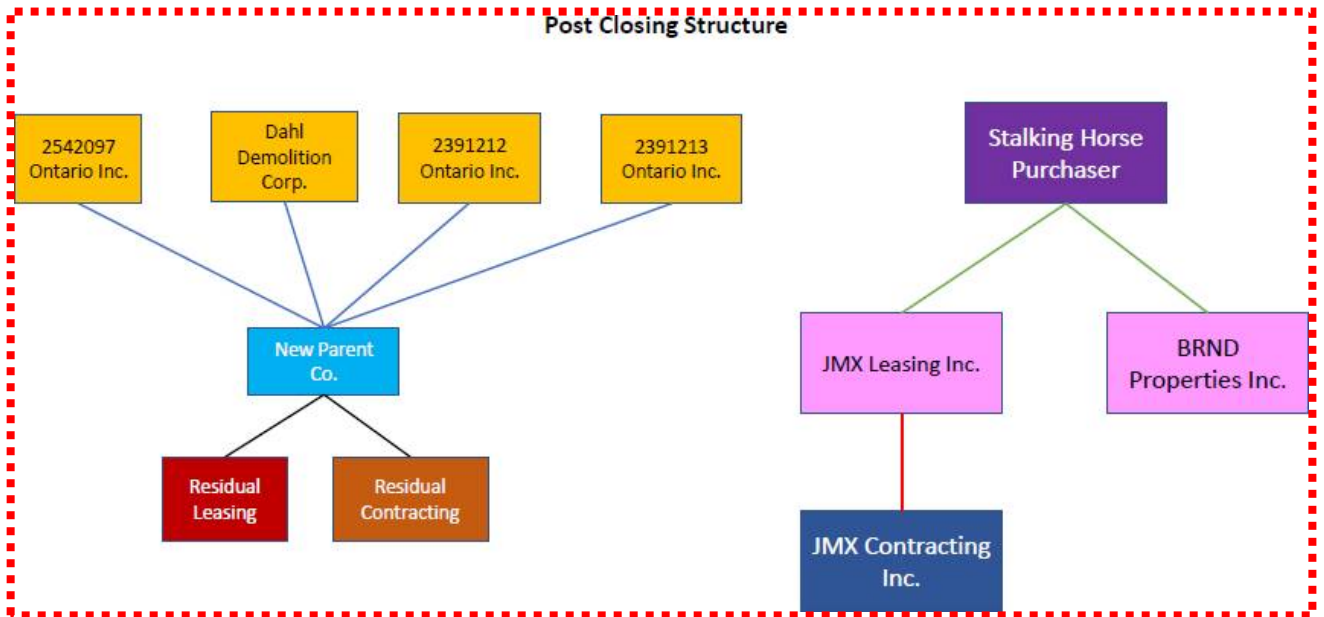 Post Closing Structure
2542097
Ontario Inc.
Dahl
Demolition
Corp.
2391212
Ontario Inc.
2391213
Ontario Inc.
Stalking Horse
Purchaser
New Parent
Co.
JMX Leasing Inc.
BRND
Properties Inc.
Residual
Leasing
Residual
Contracting
JMX Contracting
Inc.